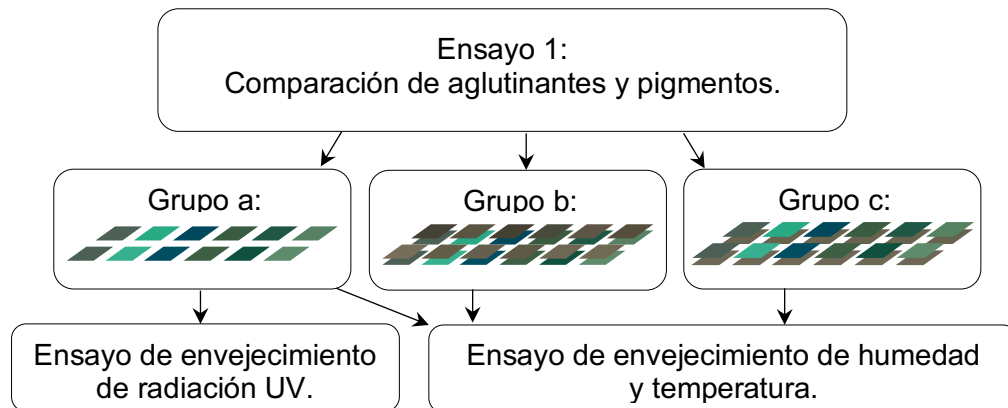 Ensayo 1:
Comparación de aglutinantes y pigmentos.
Grupo a:
Grupo b:
Grupo c:
Ensayo de envejecimiento
de radiación UV.
Ensayo de envejecimiento de humedad
y temperatura.